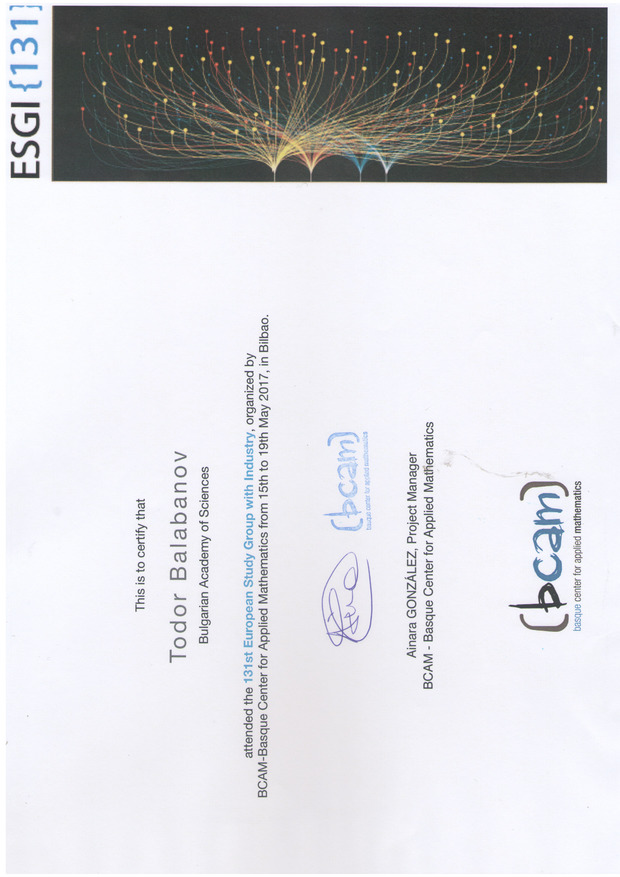 ESGI {131}
This is to certify that
Todor Balabanov
Bulgarian Academy of Sciences
attended the 131st European Study Group with Industry, organized by
BCAM-Basque Center for Applied Mathematics from 15th to 19th May 2017, in Bilbao.
(bcam)
basque center for applied mathematics
Ainara GONZÁLEZ, Project Manager
BCAM - Basque Center for Applied Mathematics
(bcam)
basque center for applied mathematics